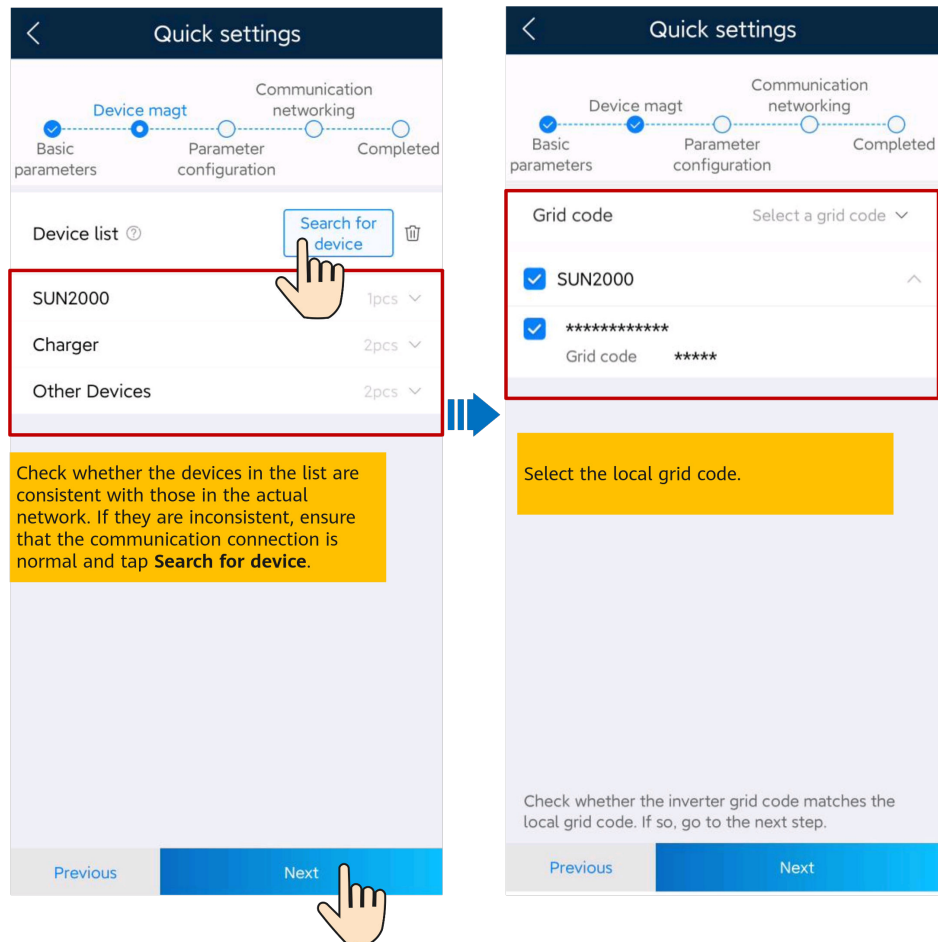 Quick settings
Communication
Device magt
networking
Basic
parameters
Parameter
configuration
Completed
Device list
Search for
device
SUN2000
1pcs
Charger
2pcs
Other Devices
2pcs
Check whether the devices in the list are
consistent with those in the actual
network. If they are inconsistent, ensure
that the communication connection is
normal and tap Search for device.
Previous
Next
Quick settings
Communication
Device magt
networking
Basic
parameters
Parameter
configuration
Completed
Grid code
Select a grid code
SUN2000
************
Grid code *****
Select the local grid code.
Check whether the inverter grid code matches the
local grid code. If so, go to the next step.
Previous
Next